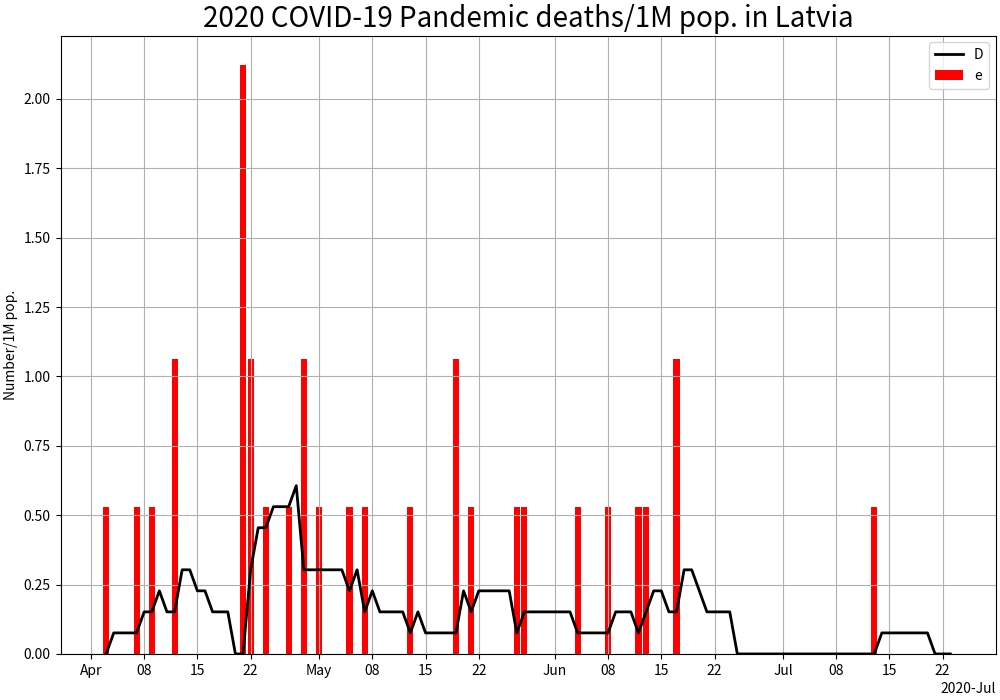 2020 COVID-19 Pandemic deaths/1M pop. in Latvia
D
e
Number/1M pop.
2.00
1.75
1.50
1.25
1.00
0.75
0.50
0.25
0.00
Apr 08 15 22 May 08 15 22 Jun 08 15 22 Jul 08 15 22
2020-Jul